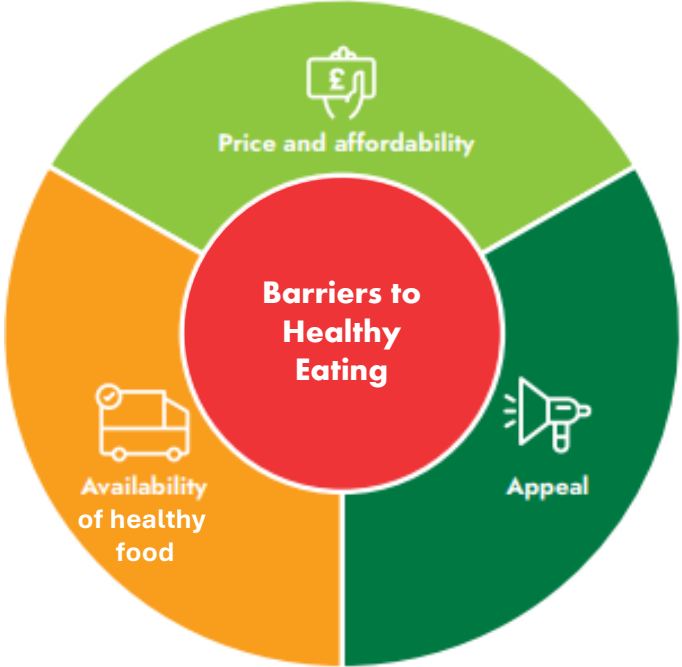 £
Price and affordability
Barriers to
Healthy
Eating
Availability
of healthy
food
Appeal